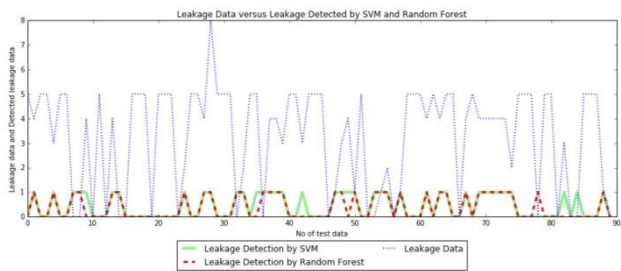 Leakage Data versus Leakage Detected by SVM and Random Forest
Leakage data and Detected leakage data
8
7
6
5
4
3
2
1
0
0 10 20 30 40 50 60 70 80 90
No of test data
Leakage Detection by SVM
Leakage Data
Leakage Detection by Random Forest